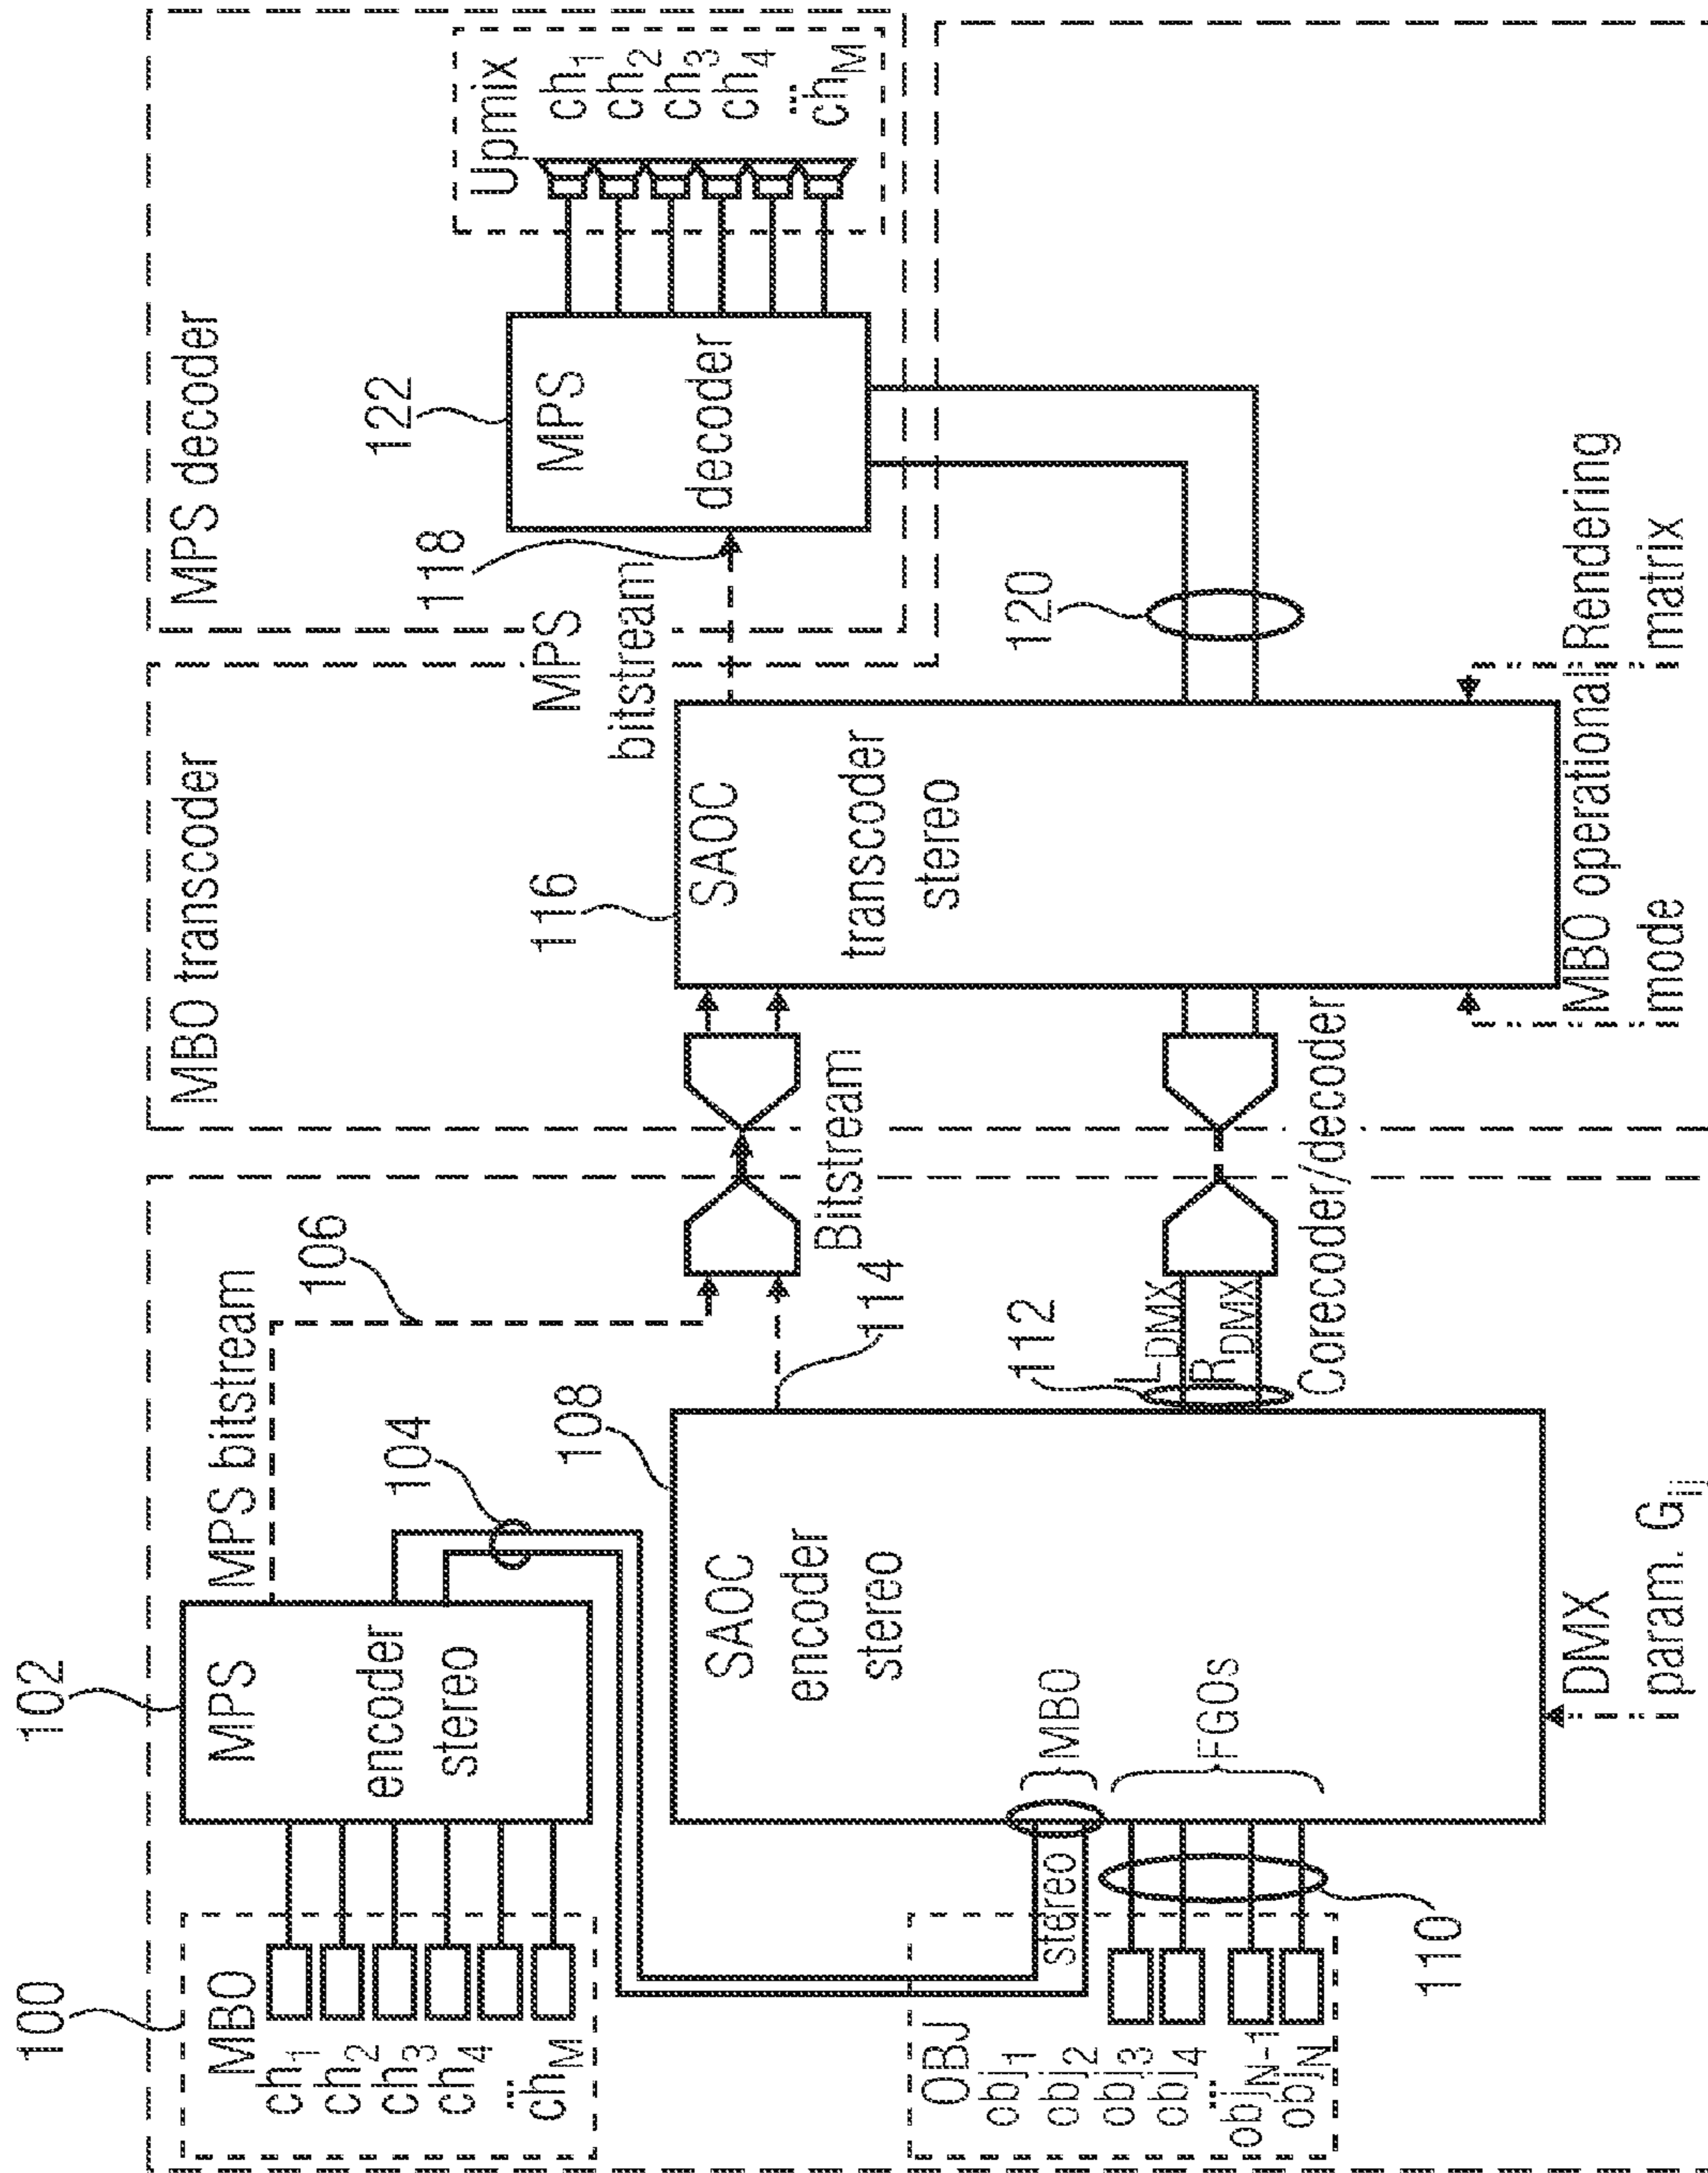 100
102
MBO
ch1
ch2
ch3
ch4
...
chM
MPS
encoder
stereo
MPS bitstream
106
104
108
OBJ
obj1
obj2
obj3
obj4
...
objN-1
objN
stereo
110
MBO
FGOs
SAOC
encoder
stereo
DMX
param. Gij
114
112
LDMX
RDMX
Bitstream
Corecoder/decoder
MBO transcoder
116
SAOC
transcoder
stereo
MBO operational
mode
Rendering
matrix
MPS
bitstream
118
120
MPS decoder
122
MPS
decoder
Upmix
ch1
ch2
ch3
ch4
...
chM